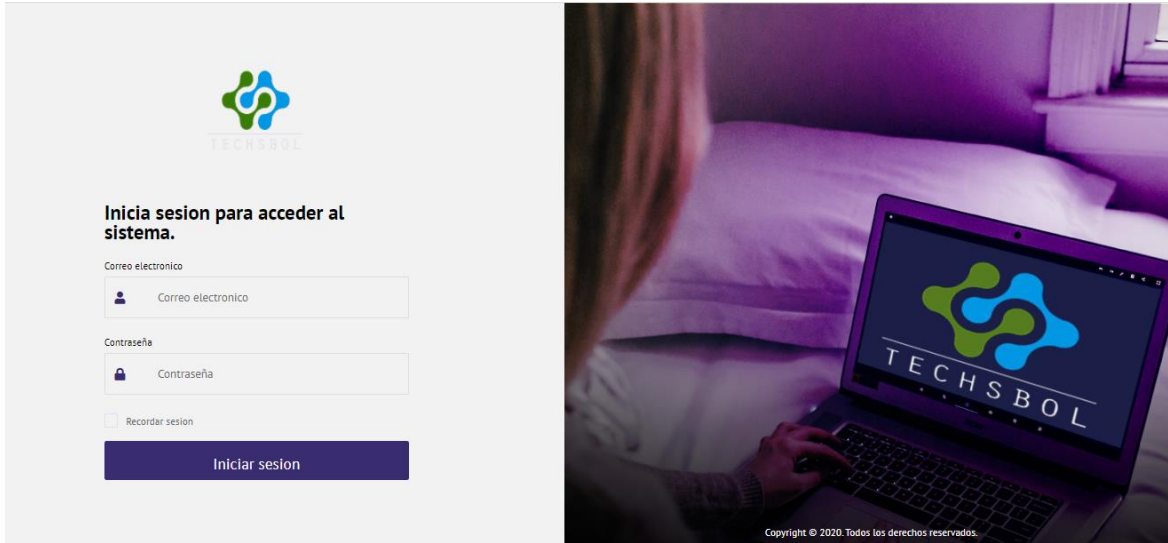 TECHSBOL
Inicia sesion para acceder al
sistema.
Correo electronico
Correo electronico
Contraseña
Contraseña
Recordar sesion
Iniciar sesion
TECHSBOL
Copyright © 2020. Todos los derechos reservados.